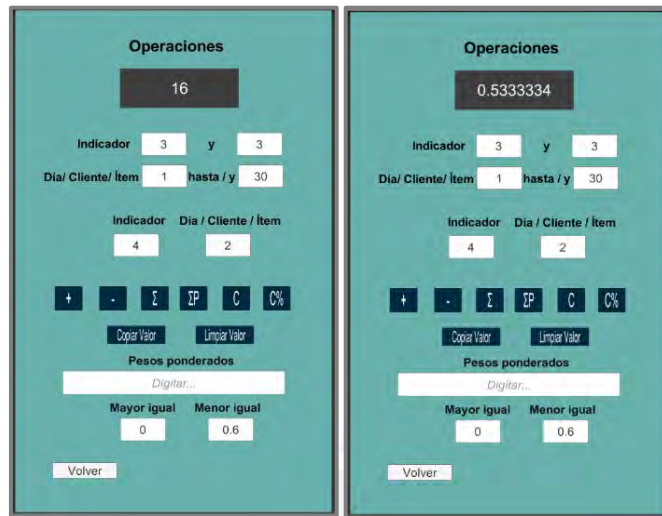 Operaciones
16
Indicador 3 y 3
Día/ Cliente/ Ítem 1 hasta / y 30
Indicador Día / Cliente / Ítem
4 2
+ - Σ ΣP C C%
Copiar Valor Limpiar Valor
Pesos ponderados
Digitar...
Mayor igual Menor igual
0 0.6
Volver
Operaciones
0.5333334
Indicador 3 y 3
Día/ Cliente/ Ítem 1 hasta / y 30
Indicador Día / Cliente / Ítem
4 2
+ - Σ ΣP C C%
Copiar Valor Limpiar Valor
Pesos ponderados
Digitar...
Mayor igual Menor igual
0 0.6
Volver